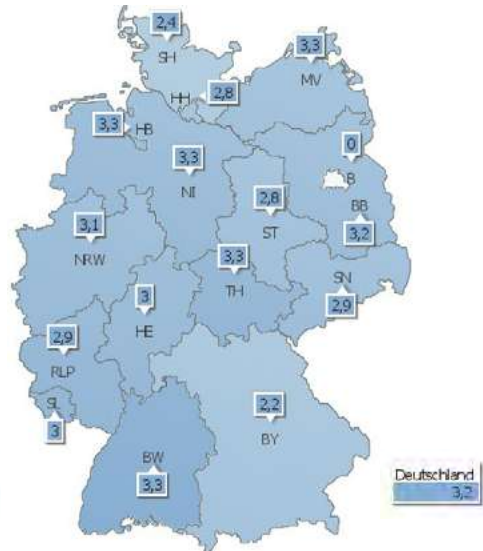 2,4
SH
3,3
MV
HH
2,8
3,3
HB
3,3
NI
0
B
BB
3,2
2,8
ST
3,1
NRW
3,3
TH
SN
2,9
3
HE
2,9
RLP
SL
3
2,2
BY
BW
3,3
Deutschland
3,2